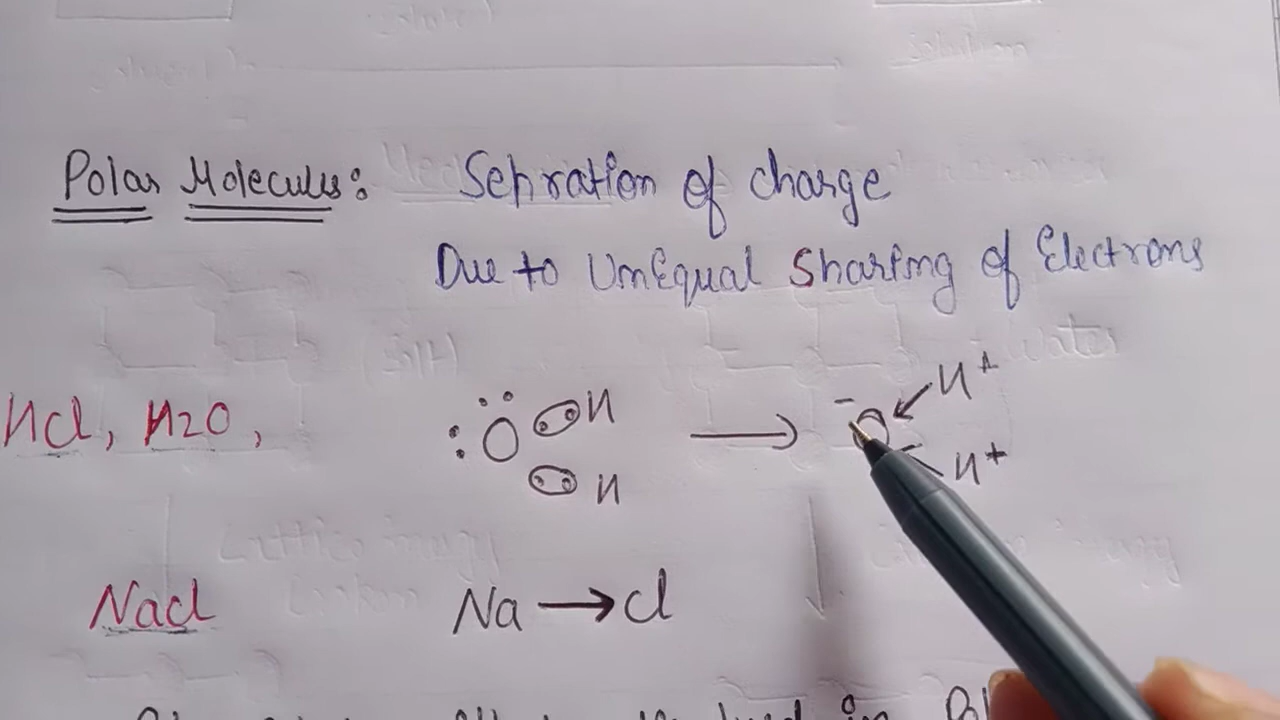 Polar Molecules: Sepration of charge
Due to UnEqual Sharing of Electrons
HCl, H2O, O H H → - O H+ H+
Nacl Na → cl